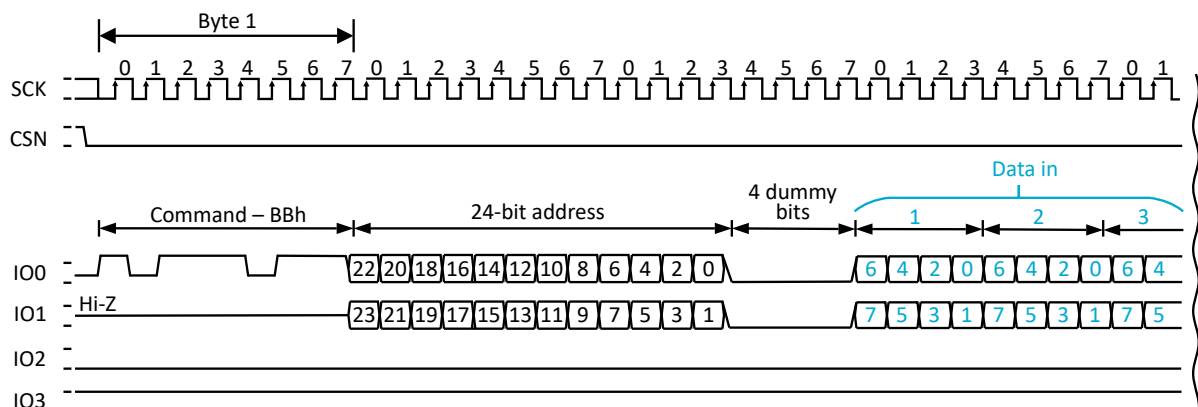 Byte 1
0 1 2 3 4 5 6 7 0 1 2 3 4 5 6 7 0 1 2 3 4 5 6 7 0 1 2 3 4 5 6 7 0 1
SCK
CSN
Data in
4 dummy
bits
Command – BBh
24-bit address
1 2 3
IO0
22 20 18 16 14 12 10 8 6 4 2 0
6 4 2 0 6 4 2 0 6 4
Hi-Z
IO1
23 21 19 17 15 13 11 9 7 5 3 1
7 5 3 1 7 5 3 1 7 5
IO2
IO3